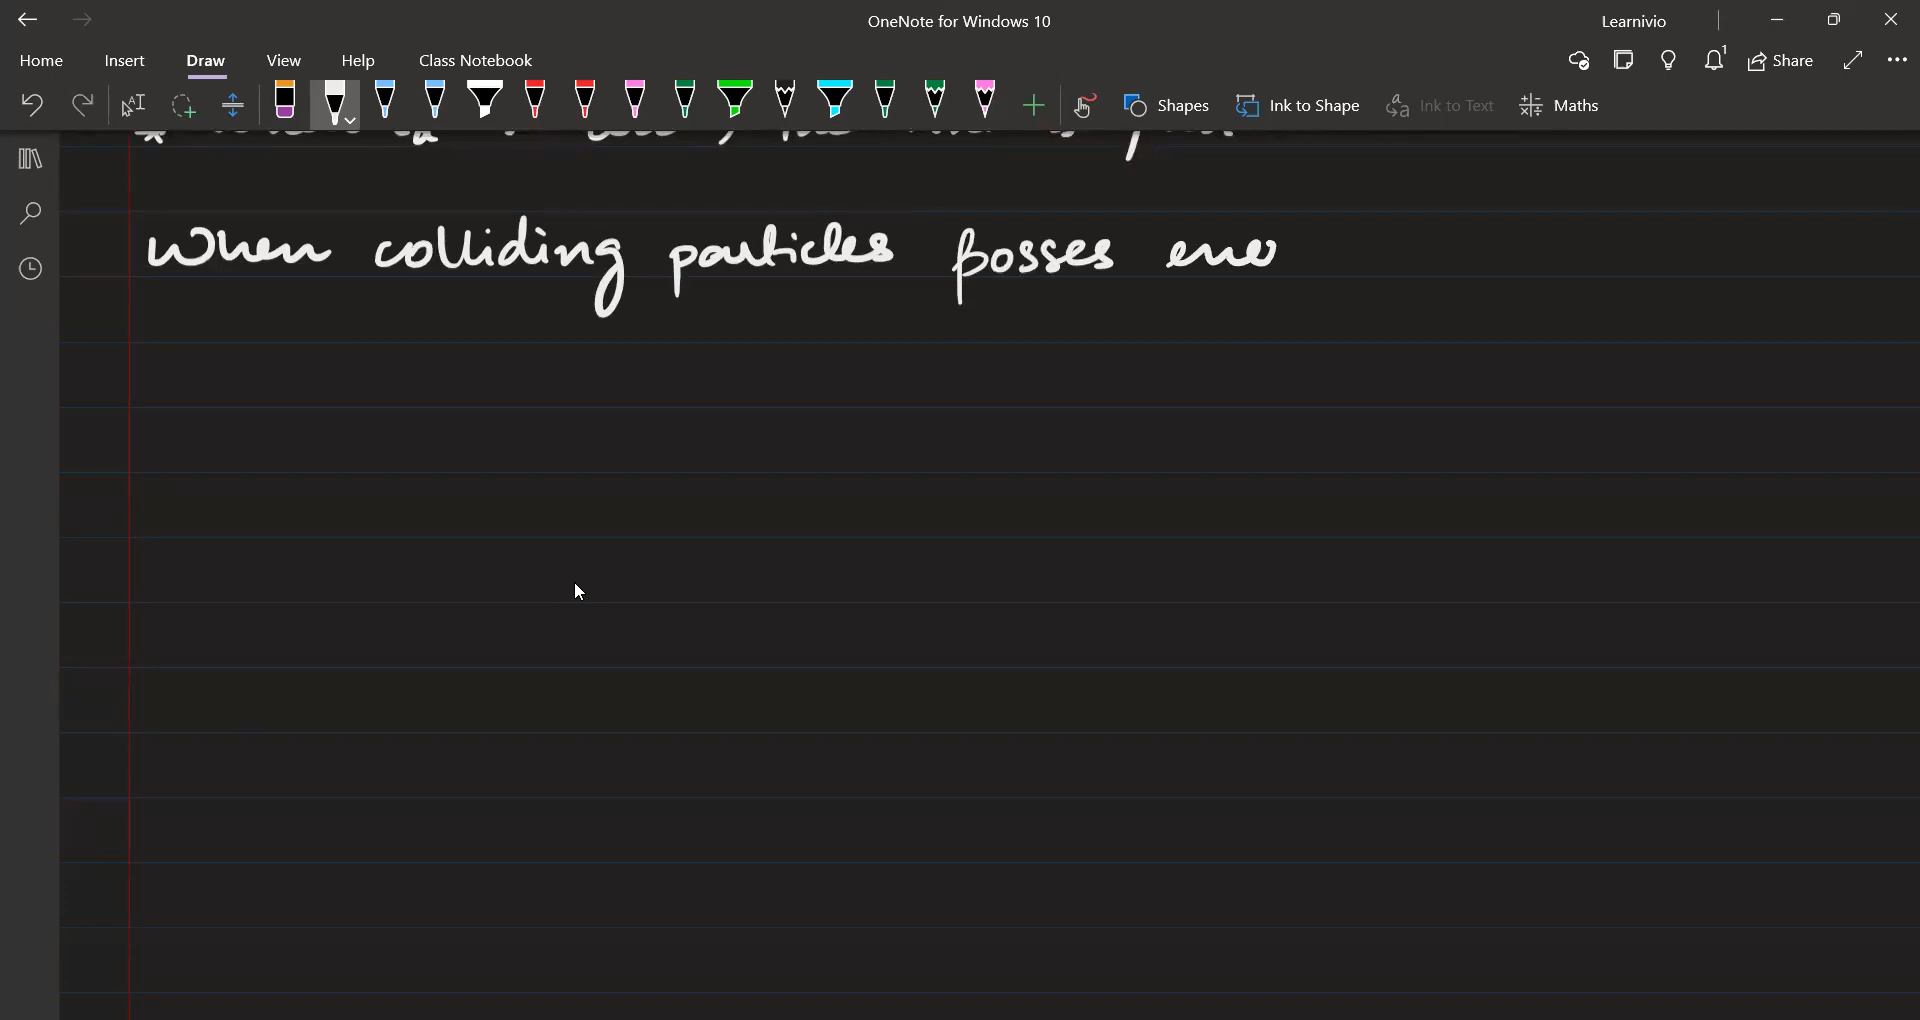 OneNote for Windows 10
Learnivio
Home Insert Draw View Help Class Notebook
1 Share
Shapes Ink to Shape Ink to Text Maths
When colliding particles posses ene